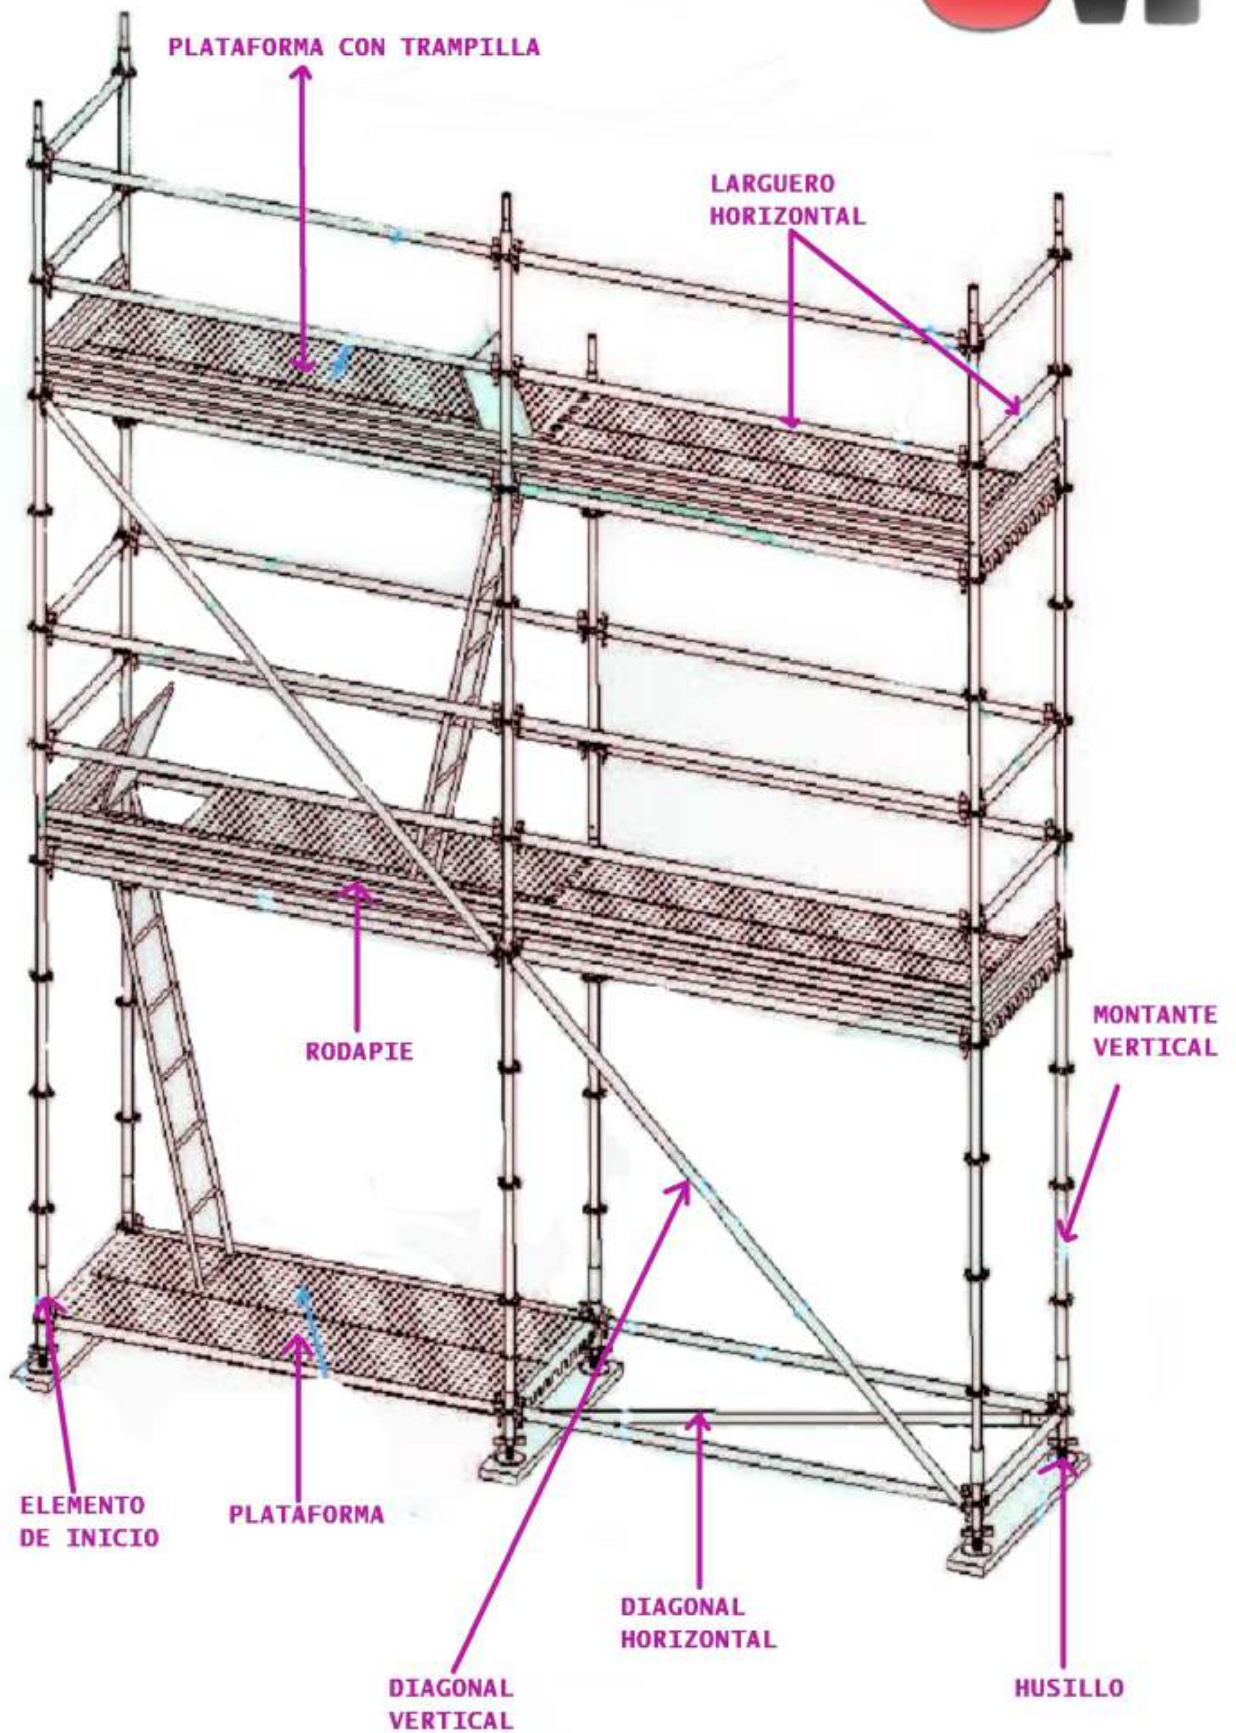 PLATAFORMA CON TRAMPILLA
LARGUERO
HORIZONTAL
RODAPIE
MONTANTE
VERTICAL
ELEMENTO
DE INICIO
PLATAFORMA
DIAGONAL
HORIZONTAL
DIAGONAL
VERTICAL
HUSILLO